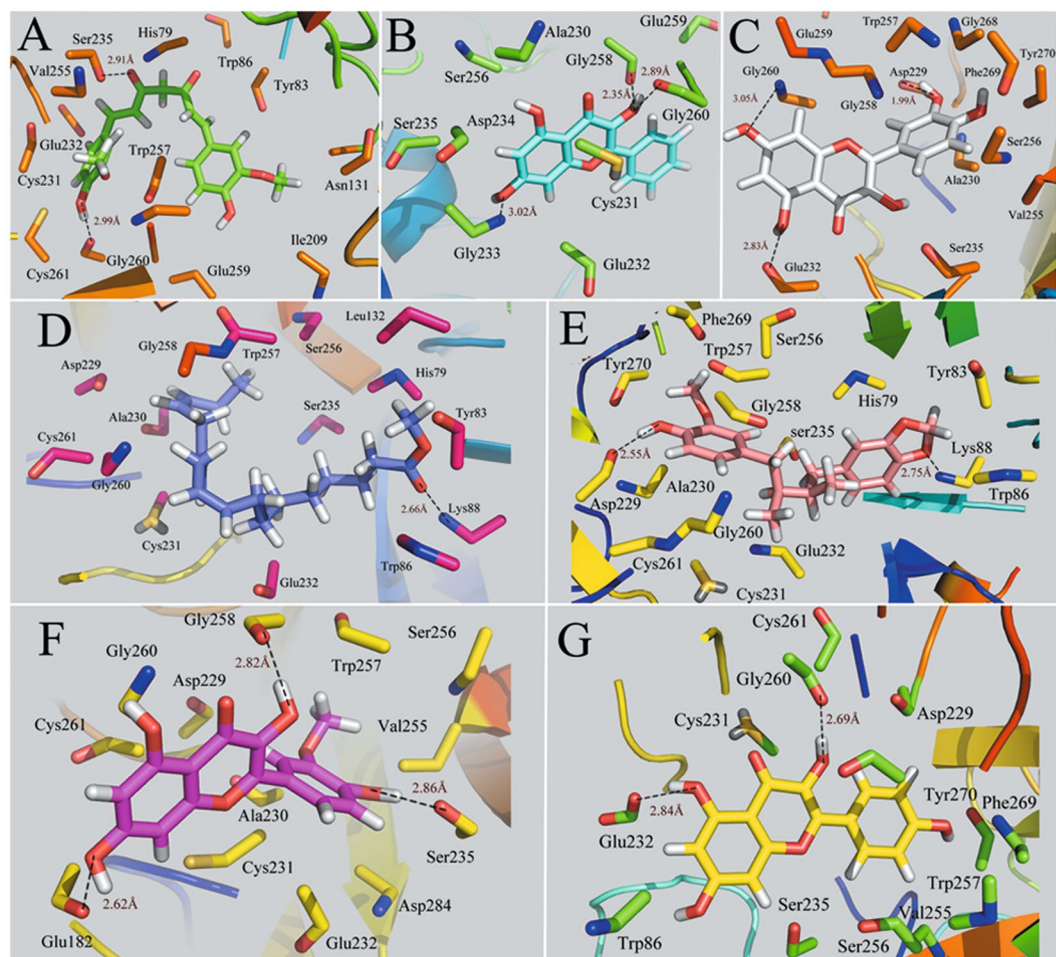 A
Ser235
His79
2.91Å
Trp86
Val255
Tyr83
Glu232
Trp257
Cys231
Asn131
2.99Å
Cys261
Gly260
Glu259
Ile209
B
Ala230
Glu259
Ser256
Gly258
2.89Å
2.35Å
Gly260
Ser235
Asp234
Cys231
3.02Å
Gly233
Glu232
C
Trp257
Gly268
Glu259
Tyr270
Gly260
Asp229
Phe269
3.05Å
Gly258
1.99Å
Ser256
Ala230
Val255
2.83Å
Glu232
Ser235
D
Leu132
Gly258
Trp257
Ser256
Asp229
His79
Ala230
Ser235
Tyr83
Cys261
Gly260
Lys88
2.66Å
Cys231
Trp86
Glu232
E
Phe269
Ser256
Trp257
Tyr270
Tyr83
His79
Gly258
ser235
2.55Å
Lys88
2.75Å
Asp229
Ala230
Trp86
Gly260
Cys261
Glu232
Cys231
F
Gly258
Ser256
2.82Å
Trp257
Gly260
Asp229
Cys261
Val255
2.86Å
Ala230
Cys231
Ser235
2.62Å
Asp284
Glu182
Glu232
G
Cys261
Gly260
Cys231
Asp229
2.69Å
Glu232
2.84Å
Tyr270
Phe269
Trp257
Ser235
Val255
Trp86
Ser256